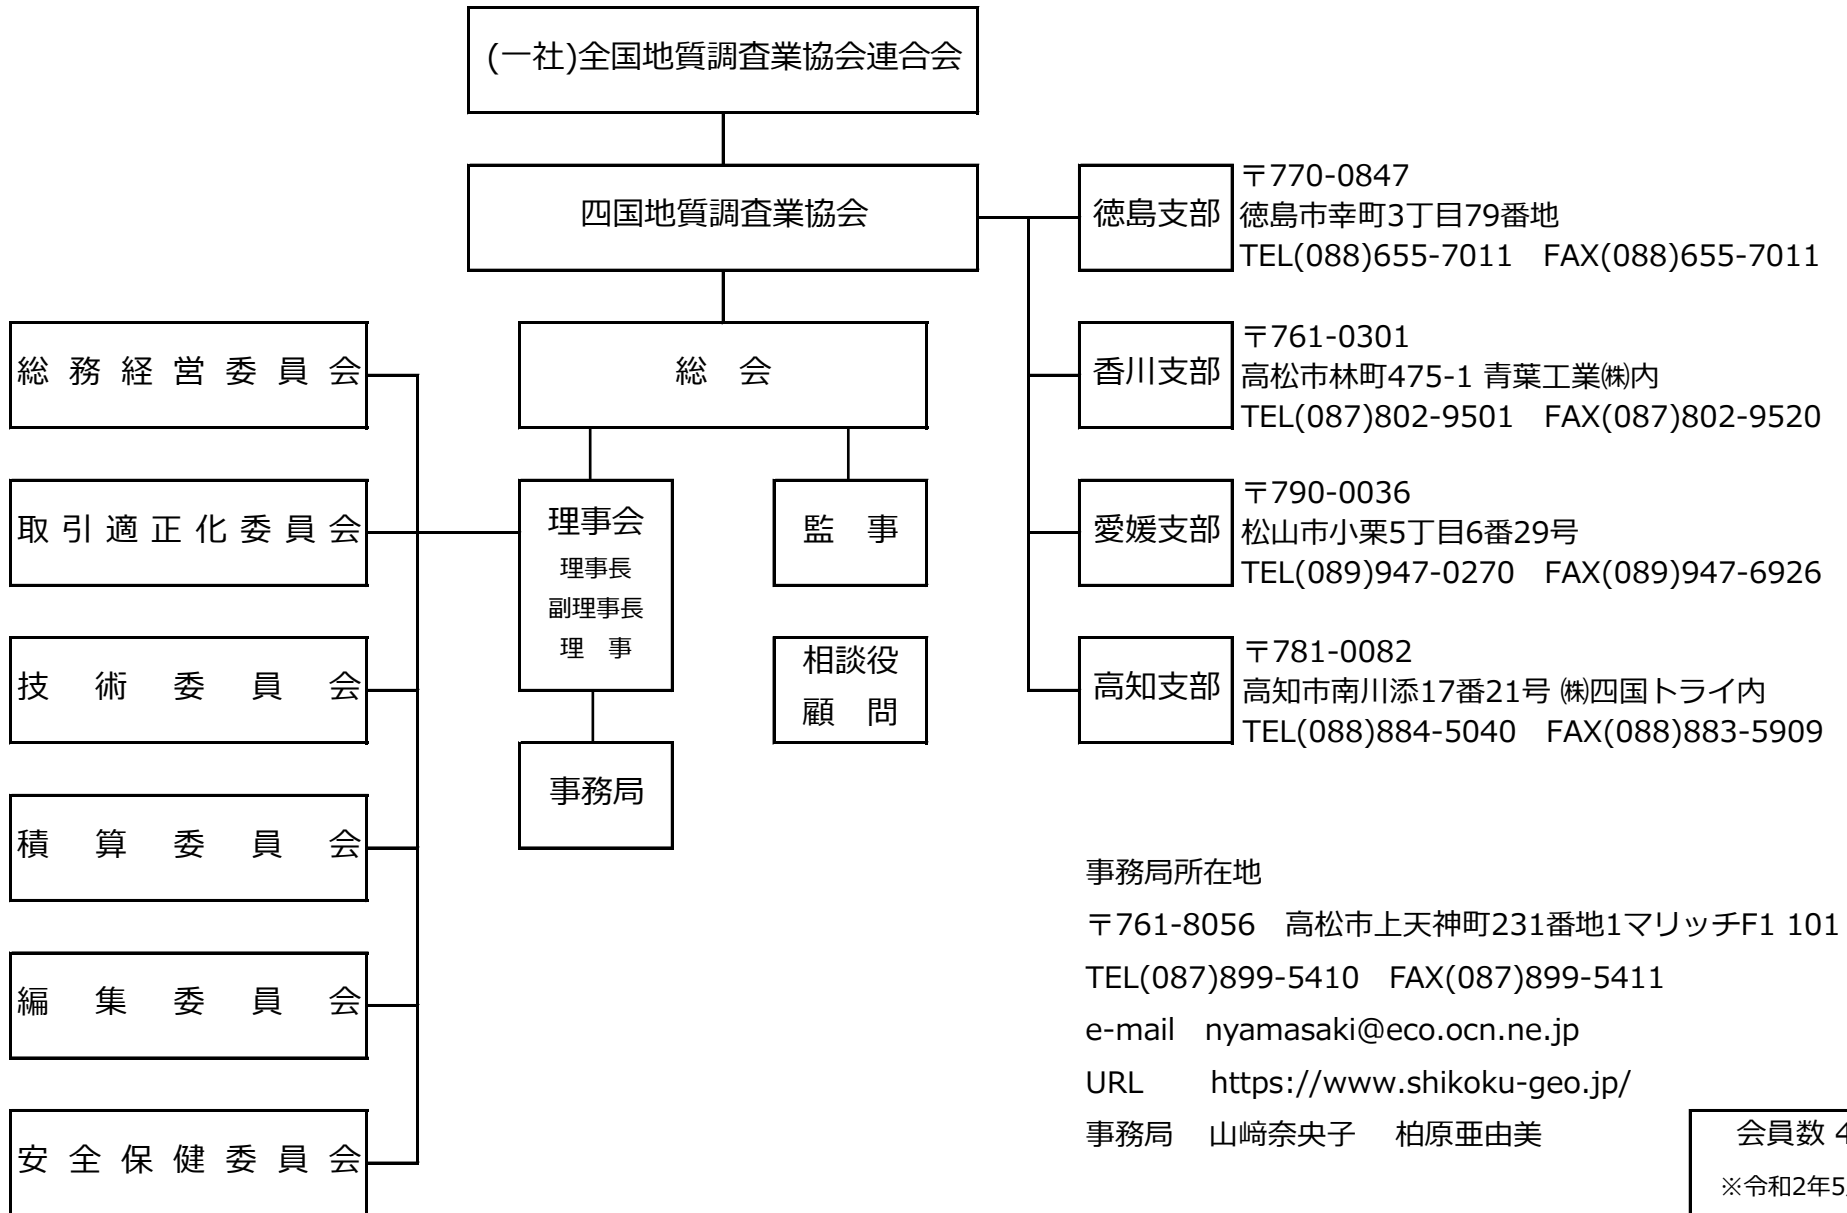 (一社)全国地質調査業協会連合会
四国地質調査業協会
総　会
理事会
理事長
副理事長
理　事
監　事
相談役
顧　問
事務局
総務経営委員会
取引適正化委員会
技術委員会
積算委員会
編集委員会
安全保健委員会
徳島支部
〒770-0847
徳島市幸町3丁目79番地
TEL(088)655-7011　FAX(088)655-7011
香川支部
〒761-0301
高松市林町475-1 青葉工業㈱内
TEL(087)802-9501　FAX(087)802-9520
愛媛支部
〒790-0036
松山市小栗5丁目6番29号
TEL(089)947-0270　FAX(089)947-6926
高知支部
〒781-0082
高知市南川添17番21号 ㈱四国トライ内
TEL(088)884-5040　FAX(088)883-5909
事務局所在地
〒761-8056　高松市上天神町231番地1マリッチF1 101
TEL(087)899-5410　FAX(087)899-5411
e-mail　nyamasaki@eco.ocn.ne.jp
URL　　https://www.shikoku-geo.jp/
事務局　山﨑奈央子　柏原亜由美
会員数
※令和2年5